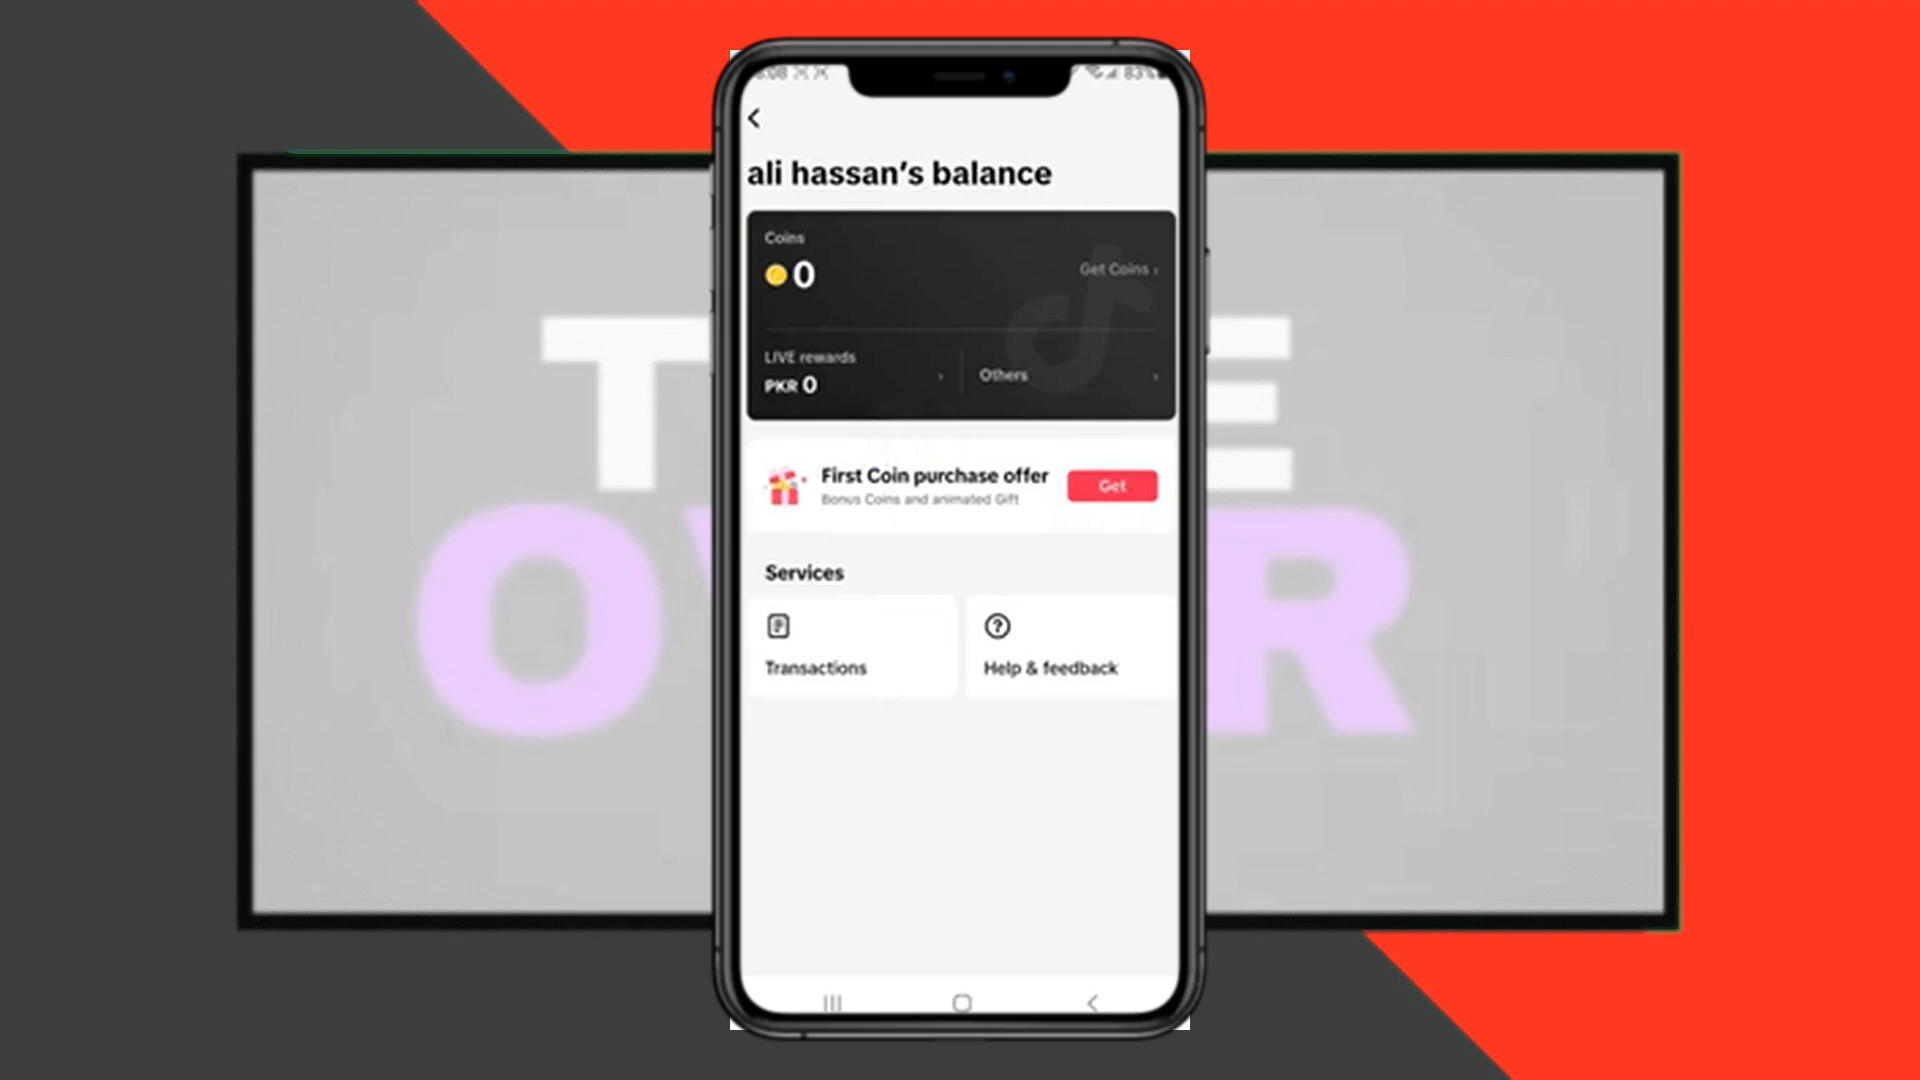 83%
ali hassan's balance
Coins
0
Get Coins ›
LIVE rewards
PKR 0
Others
First Coin purchase offer
Bonus Coins and animated Gift
Get
Services
Transactions
Help & feedback